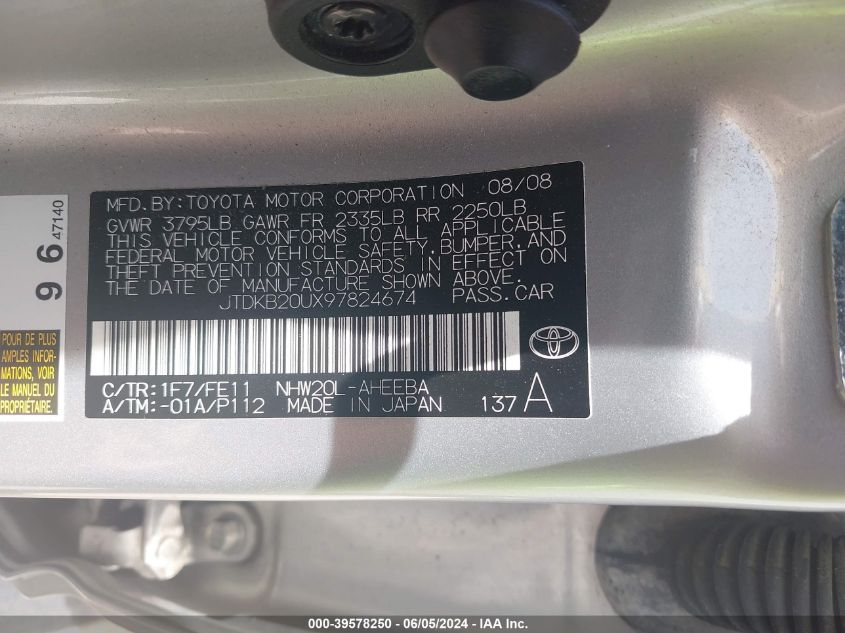 MFD.BY:TOYOTA MOTOR CORPORATION 08/08
GVWR 3795LB GAWR FR 2335LB RR 2250LB
THIS VEHICLE CONFORMS TO ALL APPLICABLE
FEDERAL MOTOR VEHICLE SAFETY, BUMPER, AND
THEFT PREVENTION STANDARDS IN EFFECT ON
THE DATE OF MANUFACTURE SHOWN ABOVE.
JTDKB20UX97824674 PASS.CAR
C/TR:1F7/FE11 NHW20L-AHEEBA
A/TM:-01A/P112 MADE IN JAPAN 137A
9 6 47140
POUR DE PLUS
AMPLES INFOR-
MATIONS, VOIR
LE MANUEL DU
PROPRIÉTAIRE.
000-39578250 - 06/05/2024 - IAA Inc.